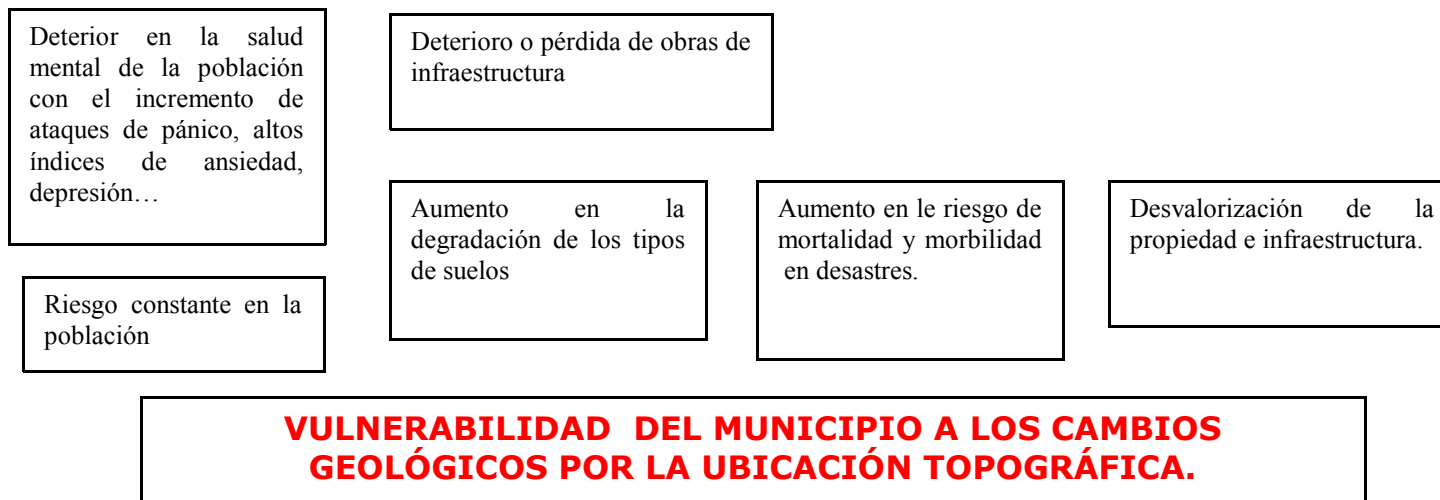 Deterior en la salud
mental de la población
con el incremento de
ataques de pánico, altos
índices de ansiedad,
depresión…
Deterioro o pérdida de obras de
infraestructura
Riesgo constante en la
población
Aumento en la
degradación de los tipos
de suelos
Aumento en le riesgo de
mortalidad y morbilidad
en desastres.
Desvalorización de la
propiedad e infraestructura.
VULNERABILIDAD DEL MUNICIPIO A LOS CAMBIOS
GEOLÓGICOS POR LA UBICACIÓN TOPOGRÁFICA.